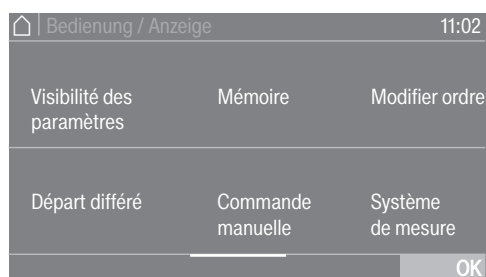 Bedienung / Anzeige 11:02
Visibilité des paramètres
Mémoire
Modifier ordre
Départ différé
Commande manuelle
Système de mesure
OK